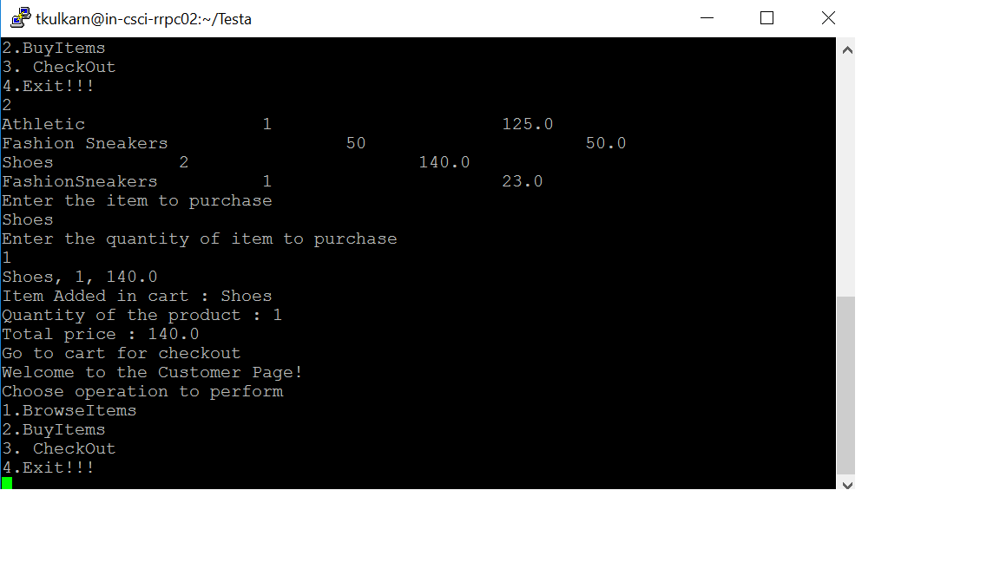 tkulkarn@in-csci-rrpc02:~/Testa
2.BuyItems
3. CheckOut
4.Exit!!!
2
Athletic                 1                      125.0
Fashion Sneakers                 50                     50.0
Shoes            2                      140.0
FashionSneakers          1                      23.0
Enter the item to purchase
Shoes
Enter the quantity of item to purchase
1
Shoes, 1, 140.0
Item Added in cart : Shoes
Quantity of the product : 1
Total price : 140.0
Go to cart for checkout
Welcome to the Customer Page!
Choose operation to perform
1.BrowseItems
2.BuyItems
3. CheckOut
4.Exit!!!